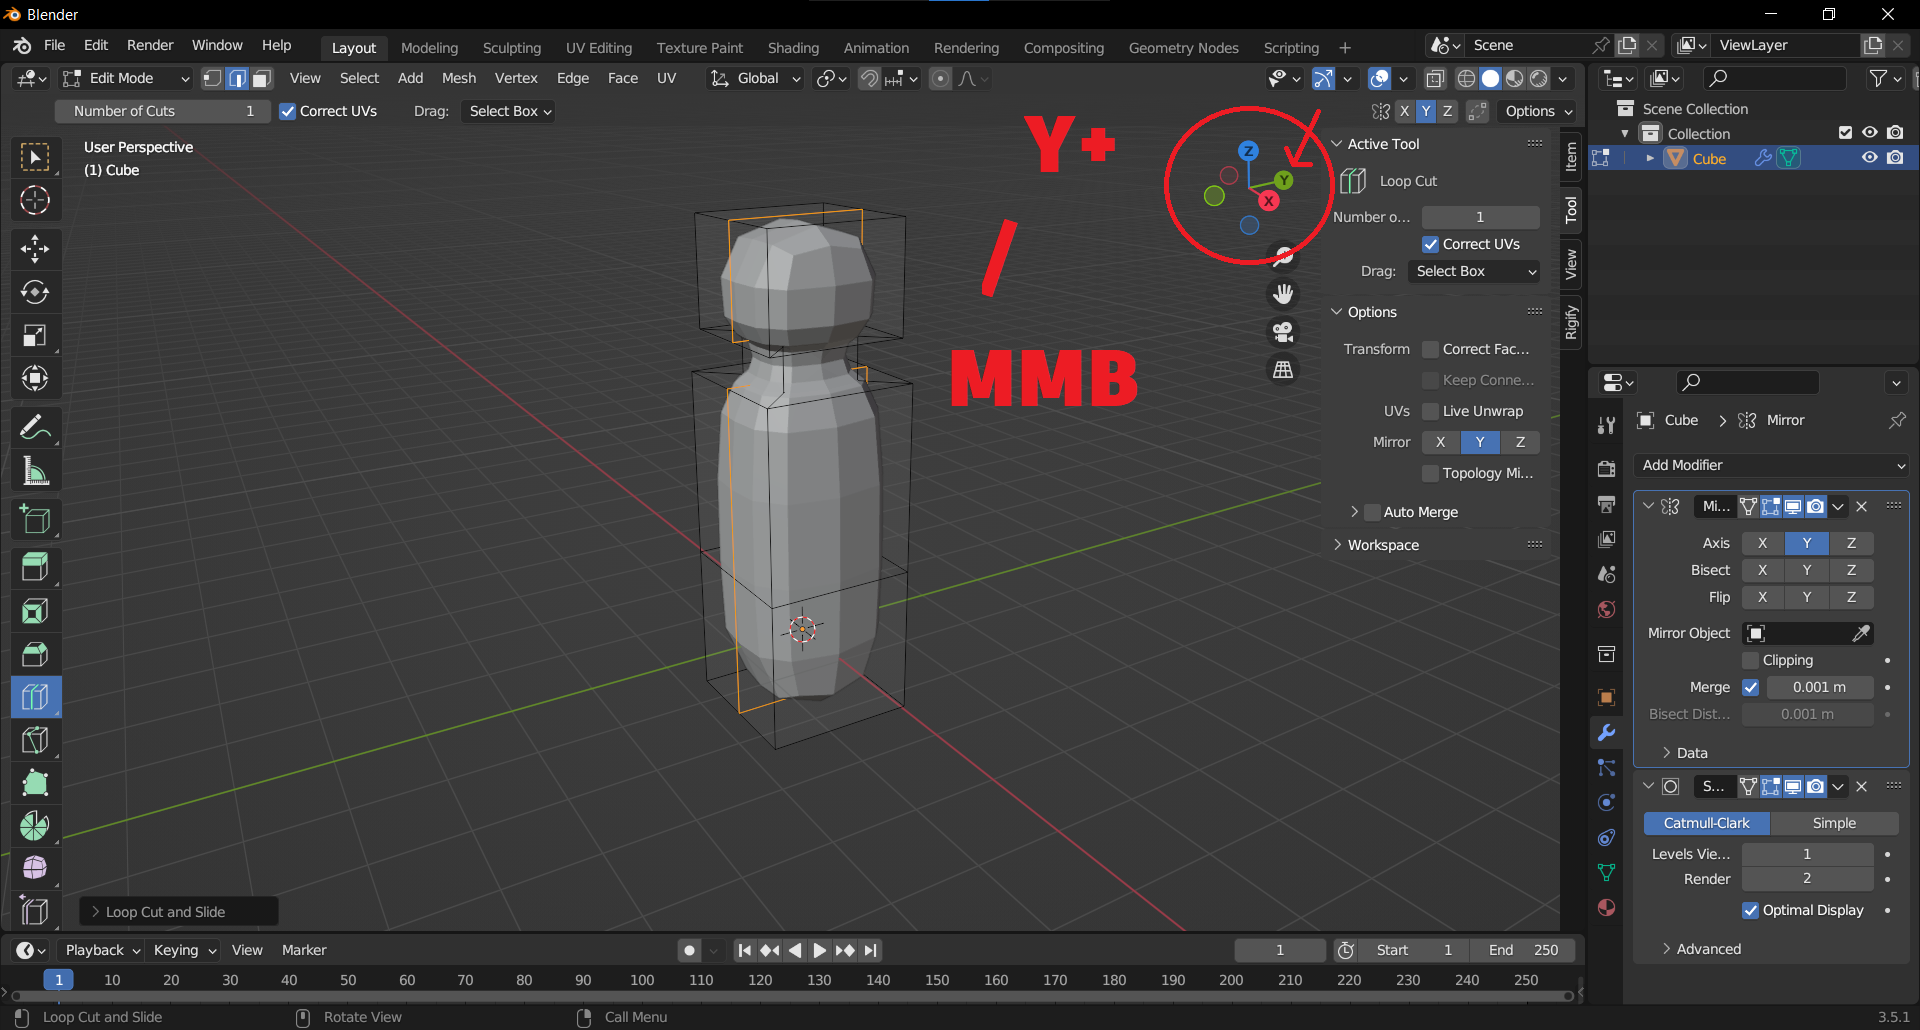 Blender
File Edit Render Window Help Layout Modeling Sculpting UV Editing Texture Paint Shading Animation Rendering Compositing Geometry Nodes Scripting + Scene ViewLayer
Edit Mode View Select Add Mesh Vertex Edge Face UV Global
Number of Cuts 1 Correct UVs Drag: Select Box X Y Z Options
User Perspective
(1) Cube
Y+
/
MMB
Z
Y
X
Active Tool
Loop Cut
Number o... 1
Correct UVs
Drag: Select Box
Options
Transform Correct Fac...
Keep Conne...
UVs Live Unwrap
Mirror X Y Z
Topology Mi...
Auto Merge
Workspace
Item
Tool
View
Rigify
Scene Collection
Collection
Cube
Cube > Mirror
Add Modifier
Mi...
Axis X Y Z
Bisect X Y Z
Flip X Y Z
Mirror Object
Clipping
Merge 0.001 m
Bisect Dist... 0.001 m
Data
S...
Catmull-Clark Simple
Levels Vie... 1
Render 2
Optimal Display
Advanced
Loop Cut and Slide
Playback Keying View Marker 1 Start 1 End 250
1 10 20 30 40 50 60 70 80 90 100 110 120 130 140 150 160 170 180 190 200 210 220 230 240 250
Loop Cut and Slide Rotate View Call Menu 3.5.1